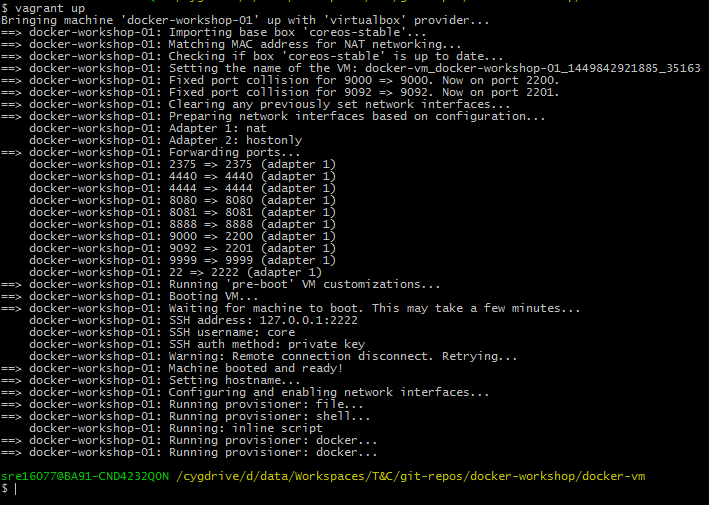 $ vagrant up
Bringing machine 'docker-workshop-01' up with 'virtualbox' provider...
==> docker-workshop-01: Importing base box 'coreos-stable'...
==> docker-workshop-01: Matching MAC address for NAT networking...
==> docker-workshop-01: Checking if box 'coreos-stable' is up to date...
==> docker-workshop-01: Setting the name of the VM: docker-vm_docker-workshop-01_1449842921885_35163
==> docker-workshop-01: Fixed port collision for 9000 => 9000. Now on port 2200.
==> docker-workshop-01: Fixed port collision for 9092 => 9092. Now on port 2201.
==> docker-workshop-01: Clearing any previously set network interfaces...
==> docker-workshop-01: Preparing network interfaces based on configuration...
    docker-workshop-01: Adapter 1: nat
    docker-workshop-01: Adapter 2: hostonly
==> docker-workshop-01: Forwarding ports...
    docker-workshop-01: 2375 => 2375 (adapter 1)
    docker-workshop-01: 4440 => 4440 (adapter 1)
    docker-workshop-01: 4444 => 4444 (adapter 1)
    docker-workshop-01: 8080 => 8080 (adapter 1)
    docker-workshop-01: 8081 => 8081 (adapter 1)
    docker-workshop-01: 8888 => 8888 (adapter 1)
    docker-workshop-01: 9000 => 2200 (adapter 1)
    docker-workshop-01: 9092 => 2201 (adapter 1)
    docker-workshop-01: 9999 => 9999 (adapter 1)
    docker-workshop-01: 22 => 2222 (adapter 1)
==> docker-workshop-01: Running 'pre-boot' VM customizations...
==> docker-workshop-01: Booting VM...
==> docker-workshop-01: Waiting for machine to boot. This may take a few minutes...
    docker-workshop-01: SSH address: 127.0.0.1:2222
    docker-workshop-01: SSH username: core
    docker-workshop-01: SSH auth method: private key
    docker-workshop-01: Warning: Remote connection disconnect. Retrying...
==> docker-workshop-01: Machine booted and ready!
==> docker-workshop-01: Setting hostname...
==> docker-workshop-01: Configuring and enabling network interfaces...
==> docker-workshop-01: Running provisioner: file...
==> docker-workshop-01: Running provisioner: shell...
    docker-workshop-01: Running: inline script
==> docker-workshop-01: Running provisioner: docker...
==> docker-workshop-01: Running provisioner: docker...
sre16077@BA91-CND4232Q0N /cygdrive/d/data/Workspaces/T&C/git-repos/docker-workshop/docker-vm
$